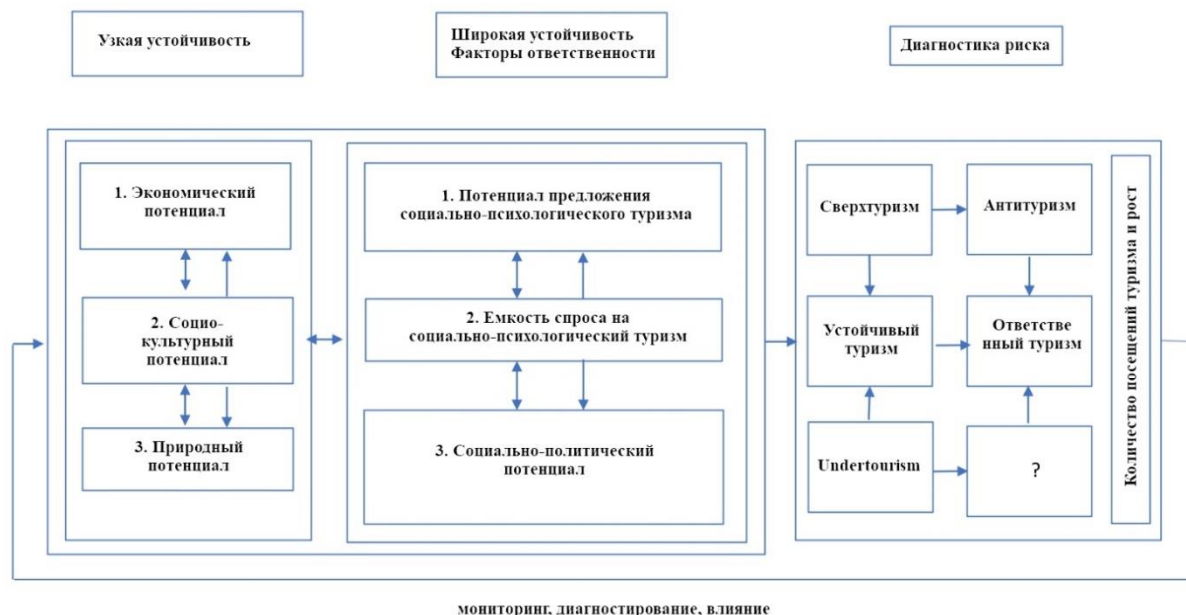 Узкая устойчивость
Широкая устойчивость
Факторы ответственности
Диагностика риска
1. Экономический
потенциал
2. Социо-
культурный
потенциал
3. Природный
потенциал
1. Потенциал предложения
социально-психологического туризма
2. Емкость спроса на
социально-психологический туризм
3. Социально-политический
потенциал
Сверхтуризм
Антитуризм
Устойчивый
туризм
Ответстве
нный туризм
Undertourism
?
Количество посещений туризма и рост
мониторинг, диагностирование, влияние